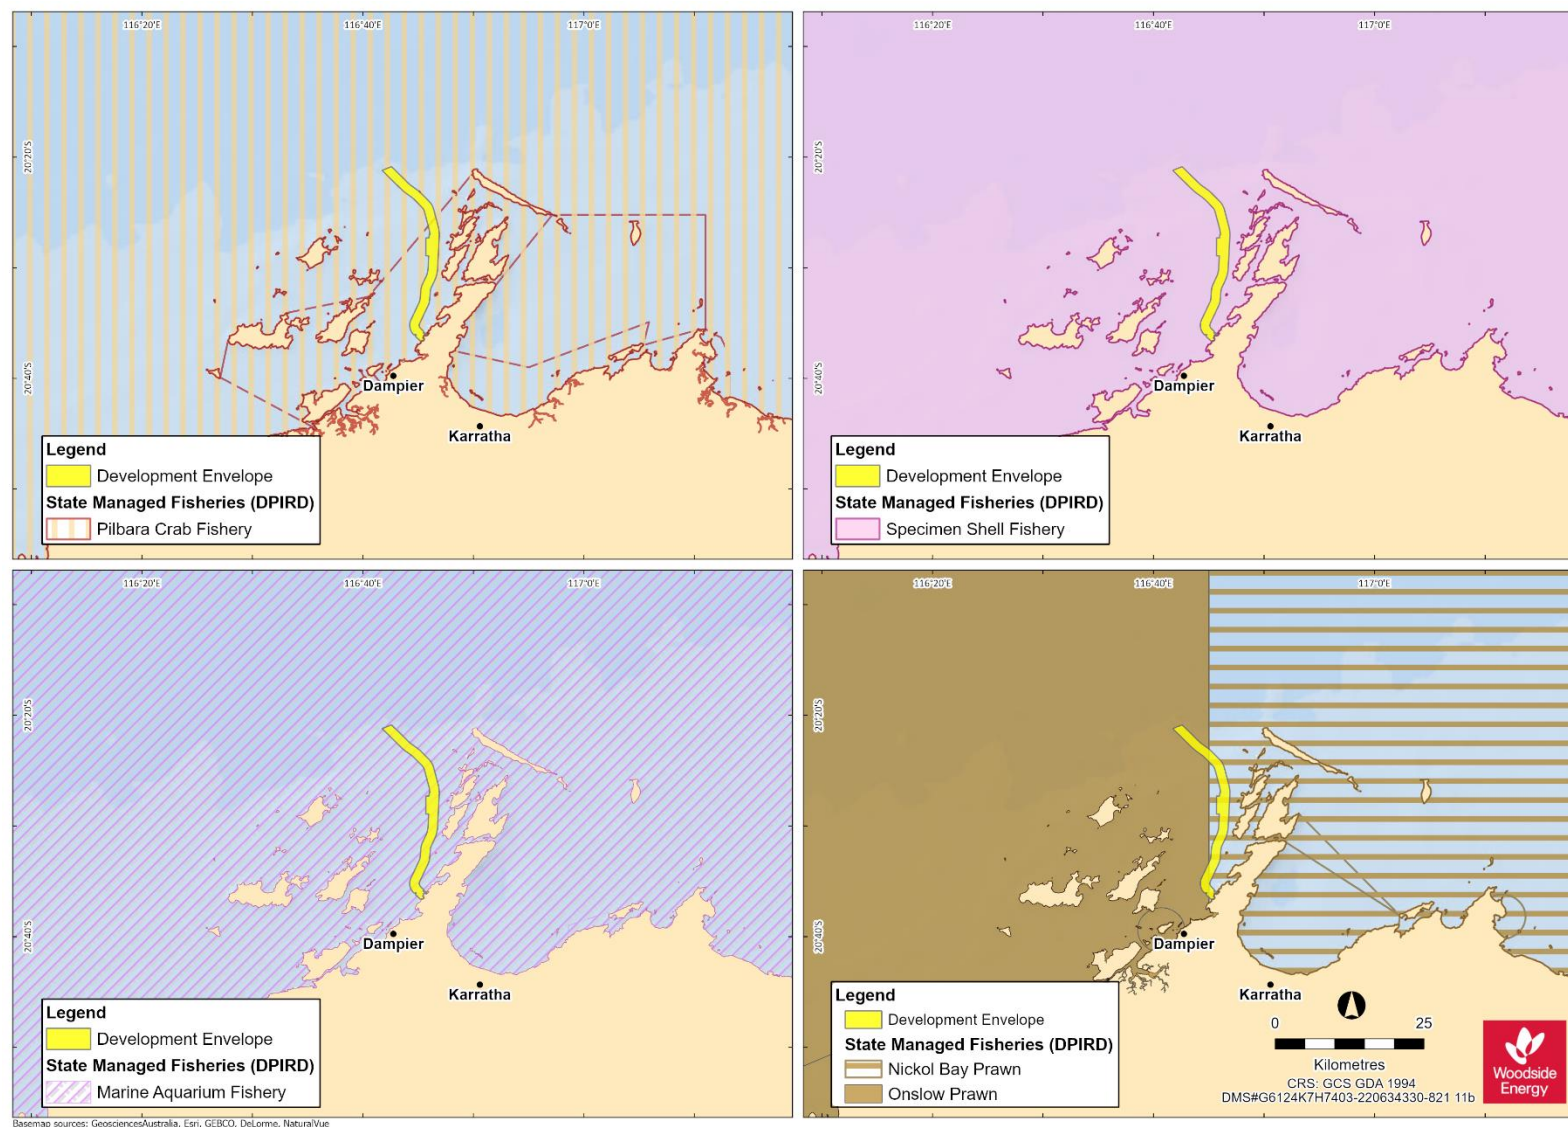 116°20'E 116°40'E 117°0'E
20°20'S
20°40'S
Dampier
Karratha
Legend
Development Envelope
State Managed Fisheries (DPIRD)
Pilbara Crab Fishery
116°20'E 116°40'E 117°0'E
20°20'S
20°40'S
Dampier
Karratha
Legend
Development Envelope
State Managed Fisheries (DPIRD)
Specimen Shell Fishery
116°20'E 116°40'E 117°0'E
20°20'S
20°40'S
Dampier
Karratha
Legend
Development Envelope
State Managed Fisheries (DPIRD)
Marine Aquarium Fishery
116°20'E 116°40'E 117°0'E
20°20'S
20°40'S
Dampier
Karratha
Legend
Development Envelope
State Managed Fisheries (DPIRD)
Nickol Bay Prawn
Onslow Prawn
0 25
Kilometres
CRS: GCS GDA 1994
DMS#G6124K7H7403-220634330-821 11b
Woodside
Energy
Basemap sources: GeosciencesAustralia, Esri, GEBCO, DeLorme, NaturalVue